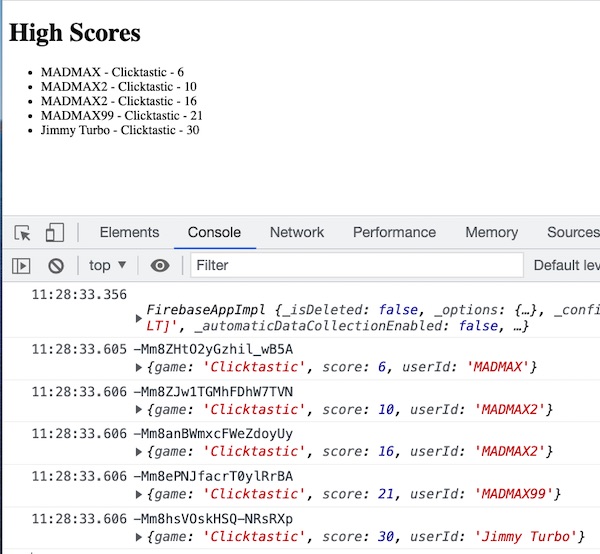 High Scores
• MADMAX - Clicktastic - 6
• MADMAX2 - Clicktastic - 10
• MADMAX2 - Clicktastic - 16
• MADMAX99 - Clicktastic - 21
• Jimmy Turbo - Clicktastic - 30
Elements Console Network Performance Memory Sources
top ▼ Filter Default lev
11:28:33.356
▶ FirebaseAppImpl {_isDeleted: false, _options: {…}, _confi
LT]', _automaticDataCollectionEnabled: false, …}
11:28:33.605 -Mm8ZHtO2yGzhil_wB5A
▶ {game: 'Clicktastic', score: 6, userId: 'MADMAX'}
11:28:33.606 -Mm8ZJw1TGMhFDhW7TVN
▶ {game: 'Clicktastic', score: 10, userId: 'MADMAX2'}
11:28:33.606 -Mm8anBWmxcFWeZdoyUy
▶ {game: 'Clicktastic', score: 16, userId: 'MADMAX2'}
11:28:33.606 -Mm8ePNJfacrT0ylRrBA
▶ {game: 'Clicktastic', score: 21, userId: 'MADMAX99'}
11:28:33.606 -Mm8hsVOskHSQ-NRsRXp
▶ {game: 'Clicktastic', score: 30, userId: 'Jimmy Turbo'}